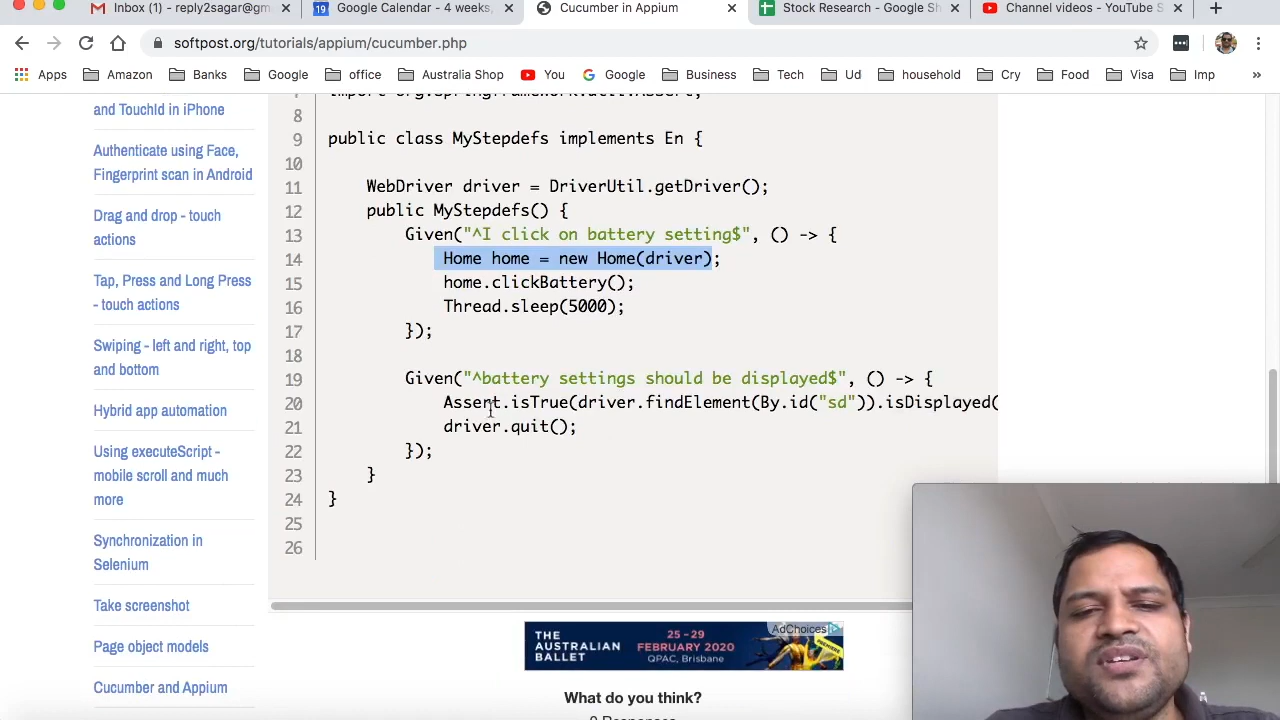 Inbox (1) - reply2sagar@gm
Google Calendar - 4 weeks,
Cucumber in Appium
Stock Research - Google Sh
Channel videos - YouTube S
softpost.org/tutorials/appium/cucumber.php
Apps
Amazon
Banks
Google
office
Australia Shop
You
Google
Business
Tech
Ud
household
Cry
Food
Visa
Imp
»
and TouchId in iPhone
Authenticate using Face,
Fingerprint scan in Android
Drag and drop - touch
actions
Tap, Press and Long Press
- touch actions
Swiping - left and right, top
and bottom
Hybrid app automation
Using executeScript -
mobile scroll and much
more
Synchronization in
Selenium
Take screenshot
Page object models
Cucumber and Appium
7 import org.springframework.util.Assert;
8
9 public class MyStepdefs implements En {
10
11 WebDriver driver = DriverUtil.getDriver();
12 public MyStepdefs() {
13 Given("^I click on battery setting$", () -> {
14 Home home = new Home(driver);
15 home.clickBattery();
16 Thread.sleep(5000);
17 });
18
19 Given("^battery settings should be displayed$", () -> {
20 Assert.isTrue(driver.findElement(By.id("sd")).isDisplayed(
21 driver.quit();
22 });
23 }
24 }
25
26
THE
AUSTRALIAN
BALLET
25 - 29
FEBRUARY 2020
QPAC, Brisbane
AdChoices
What do you think?